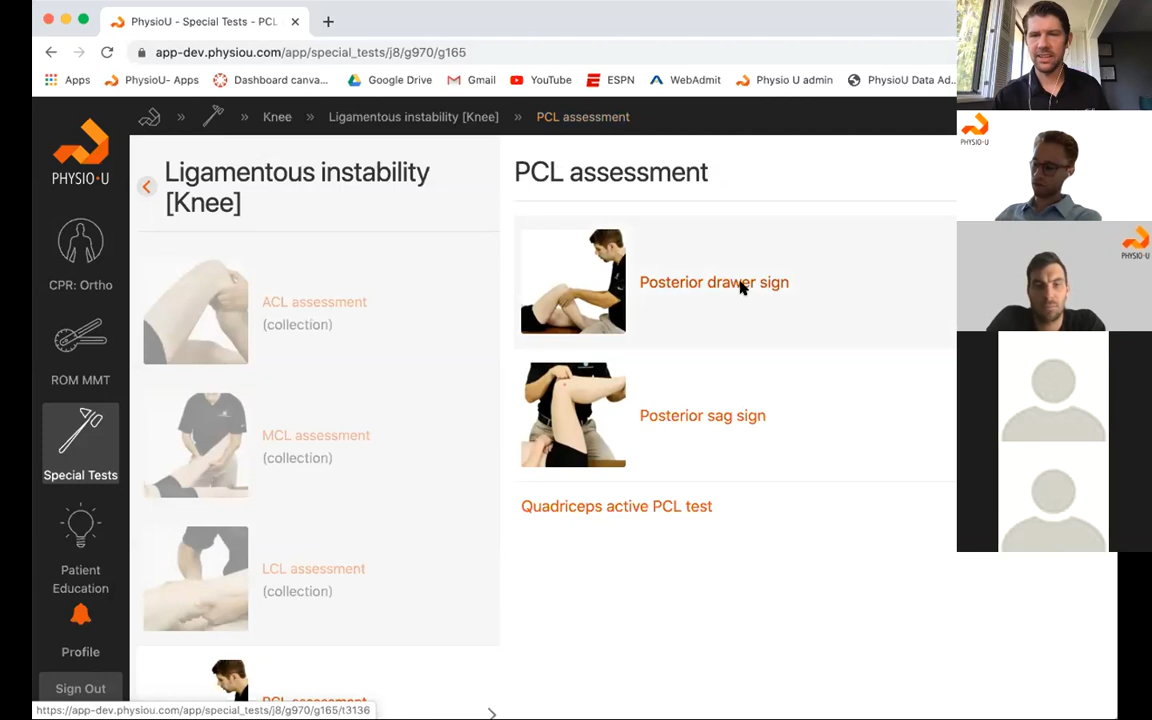 PhysioU - Special Tests - PCL
app-dev.physiou.com/app/special_tests/j8/g970/g165
Apps PhysioU- Apps Dashboard canva... Google Drive Gmail YouTube ESPN WebAdmit Physio U admin PhysioU Data Ad...
» » Knee » Ligamentous instability [Knee] » PCL assessment
PHYSIO•U
CPR: Ortho
ROM MMT
Special Tests
Patient
Education
Profile
Sign Out
Ligamentous instability
[Knee]
ACL assessment
(collection)
MCL assessment
(collection)
LCL assessment
(collection)
PCL assessment
PCL assessment
Posterior drawer sign
Posterior sag sign
Quadriceps active PCL test
https://app-dev.physiou.com/app/special_tests/j8/g970/g165/t3136
PHYSIO•U
PHYSIO•U